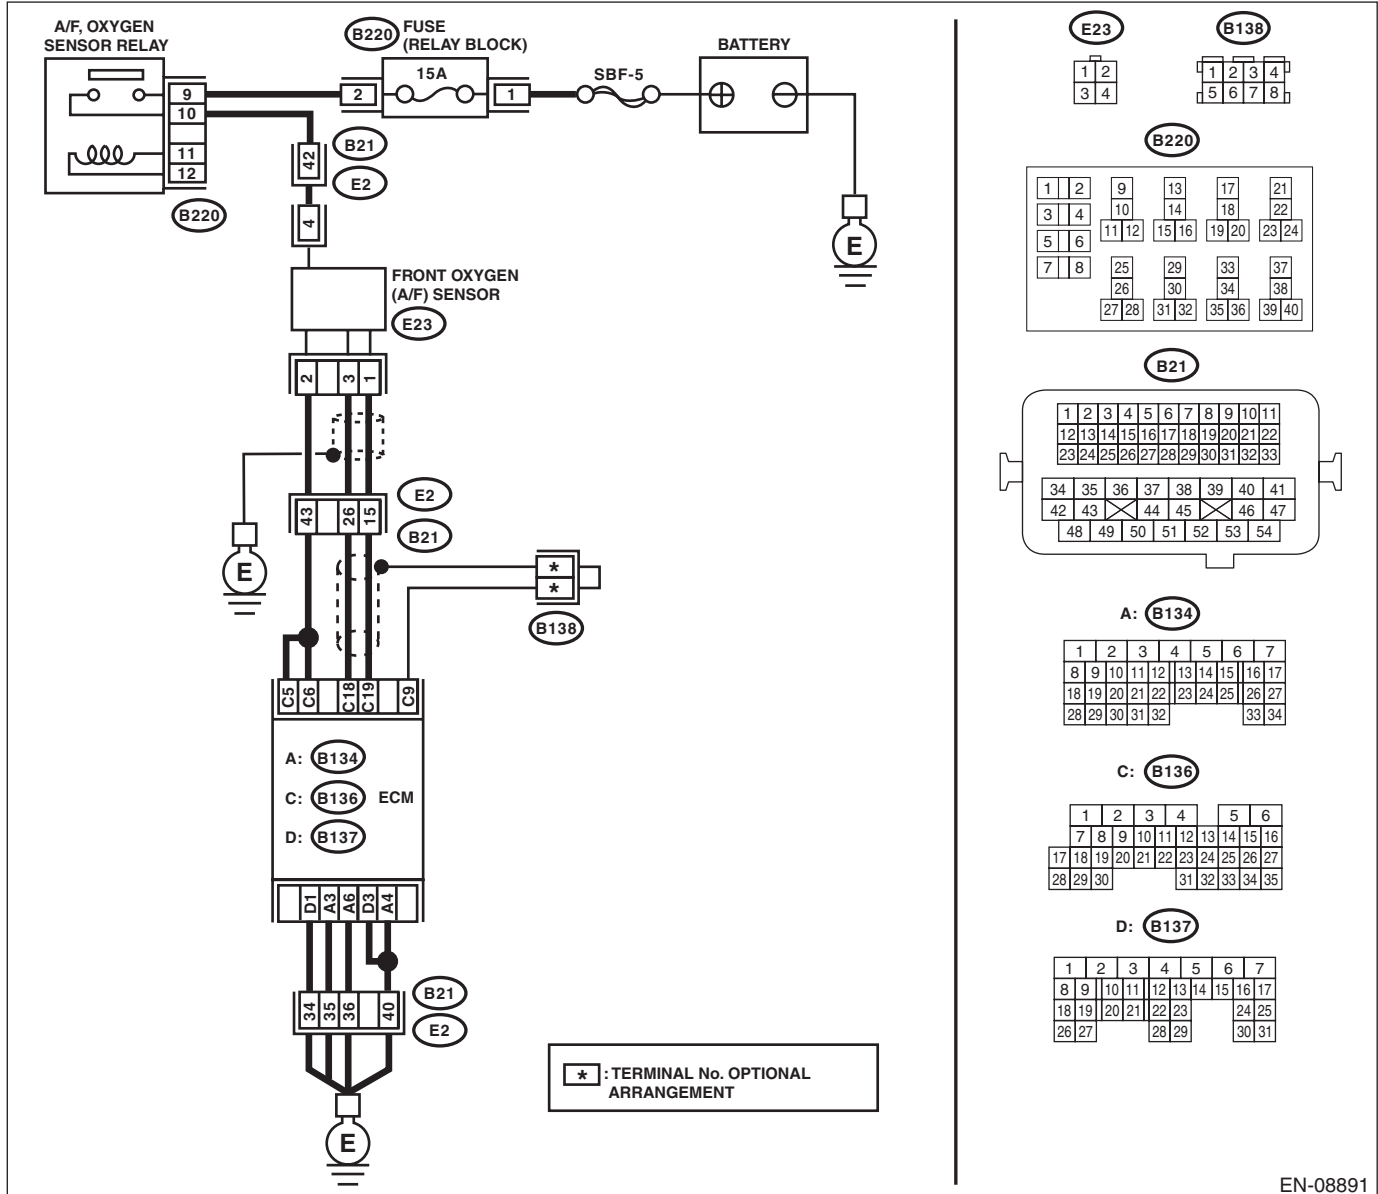 A/F, OXYGEN
SENSOR RELAY
B220
FUSE
(RELAY BLOCK)
15A
SBF-5
BATTERY
9
10
11
12
2
1
B220
42
B21
E2
4
E
FRONT OXYGEN
(A/F) SENSOR
E23
2 3 1
E
43 26 15
E2
B21
*
*
B138
C5 C6 C18 C19 C9
A: B134
C: B136 ECM
D: B137
D1 A3 A6 D3 A4
34 35 36 40
B21
E2
E
* : TERMINAL No. OPTIONAL
ARRANGEMENT
E23
1 2
3 4
B138
1 2 3 4
5 6 7 8
B220
1 2 9 13 17 21
3 4 10 14 18 22
11 12 15 16 19 20 23 24
5 6
7 8 25 29 33 37
26 30 34 38
27 28 31 32 35 36 39 40
B21
1 2 3 4 5 6 7 8 9 10 11
12 13 14 15 16 17 18 19 20 21 22
23 24 25 26 27 28 29 30 31 32 33
34 35 36 37 38 39 40 41
42 43 44 45 46 47
48 49 50 51 52 53 54
A: B134
1 2 3 4 5 6 7
8 9 10 11 12 13 14 15 16 17
18 19 20 21 22 23 24 25 26 27
28 29 30 31 32 33 34
C: B136
1 2 3 4 5 6
7 8 9 10 11 12 13 14 15 16
17 18 19 20 21 22 23 24 25 26 27
28 29 30 31 32 33 34 35
D: B137
1 2 3 4 5 6 7
8 9 10 11 12 13 14 15 16 17
18 19 20 21 22 23 24 25
26 27 28 29 30 31
EN-08891